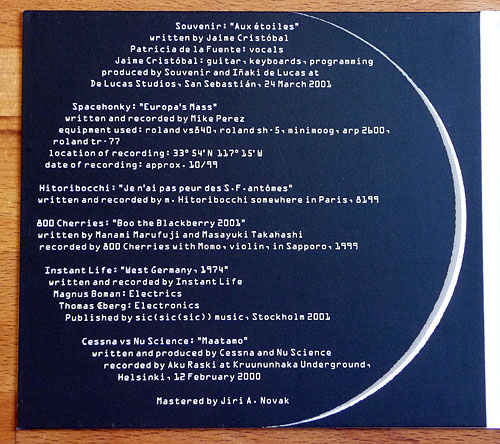 Souvenir: "Aux étoiles"
written by Jaime Cristóbal
Patricia de la Fuente: vocals
Jaime Cristóbal: guitar, keyboards, programming
produced by Souvenir and Iñaki de Lucas at
De Lucas Studios, San Sebastián, 24 March 2001
Spacehonky: "Europa's Mass"
written and recorded by Mike Perez
equipment used: roland vs840, roland sh-5, minimoog, arp 2600,
roland tr-77
location of recording: 33° 54'N 117° 15'W
date of recording: approx. 10/99
Hitoribocchi: "Je n'ai pas peur des S.F.antômes"
written and recorded by m. Hitoribocchi somewhere in Paris, 8199
800 Cherries: "Boo the Blackberry 2001"
written by Manami Marufuji and Masayuki Takahashi
recorded by 800 Cherries with Momo, violin, in Sapporo, 1999
Instant Life: "West Germany, 1974"
written and recorded by Instant Life
Magnus Boman: Electrics
Thomas Œberg: Electronics
Published by sic(sic(sic)) music, Stockholm 2001
Cessna vs Nu Science: "Maatamo"
written and produced by Cessna and Nu Science
recorded by Aku Raski at Kruununhaka Underground,
Helsinki, 12 February 2000
Mastered by Jiri A. Novak